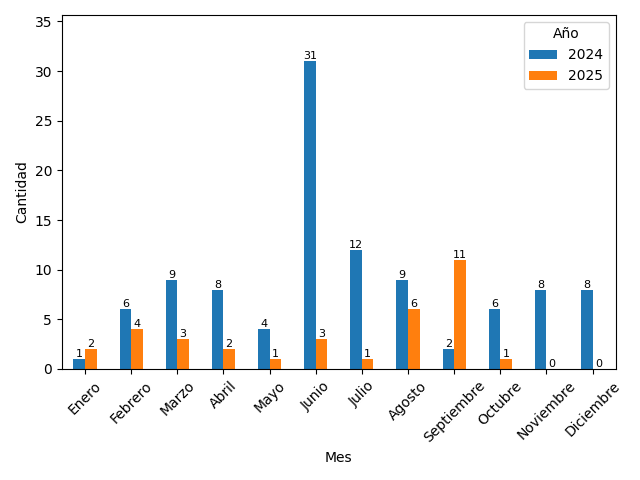 Año
2024
2025
35
30
25
20
15
10
5
0
Cantidad
1 2
6 4
9 3
8 2
4 1
31 3
12 1
9 6
2 11
6 1
8 0
8 0
Enero
Febrero
Marzo
Abril
Mayo
Junio
Julio
Agosto
Septiembre
Octubre
Noviembre
Diciembre
Mes